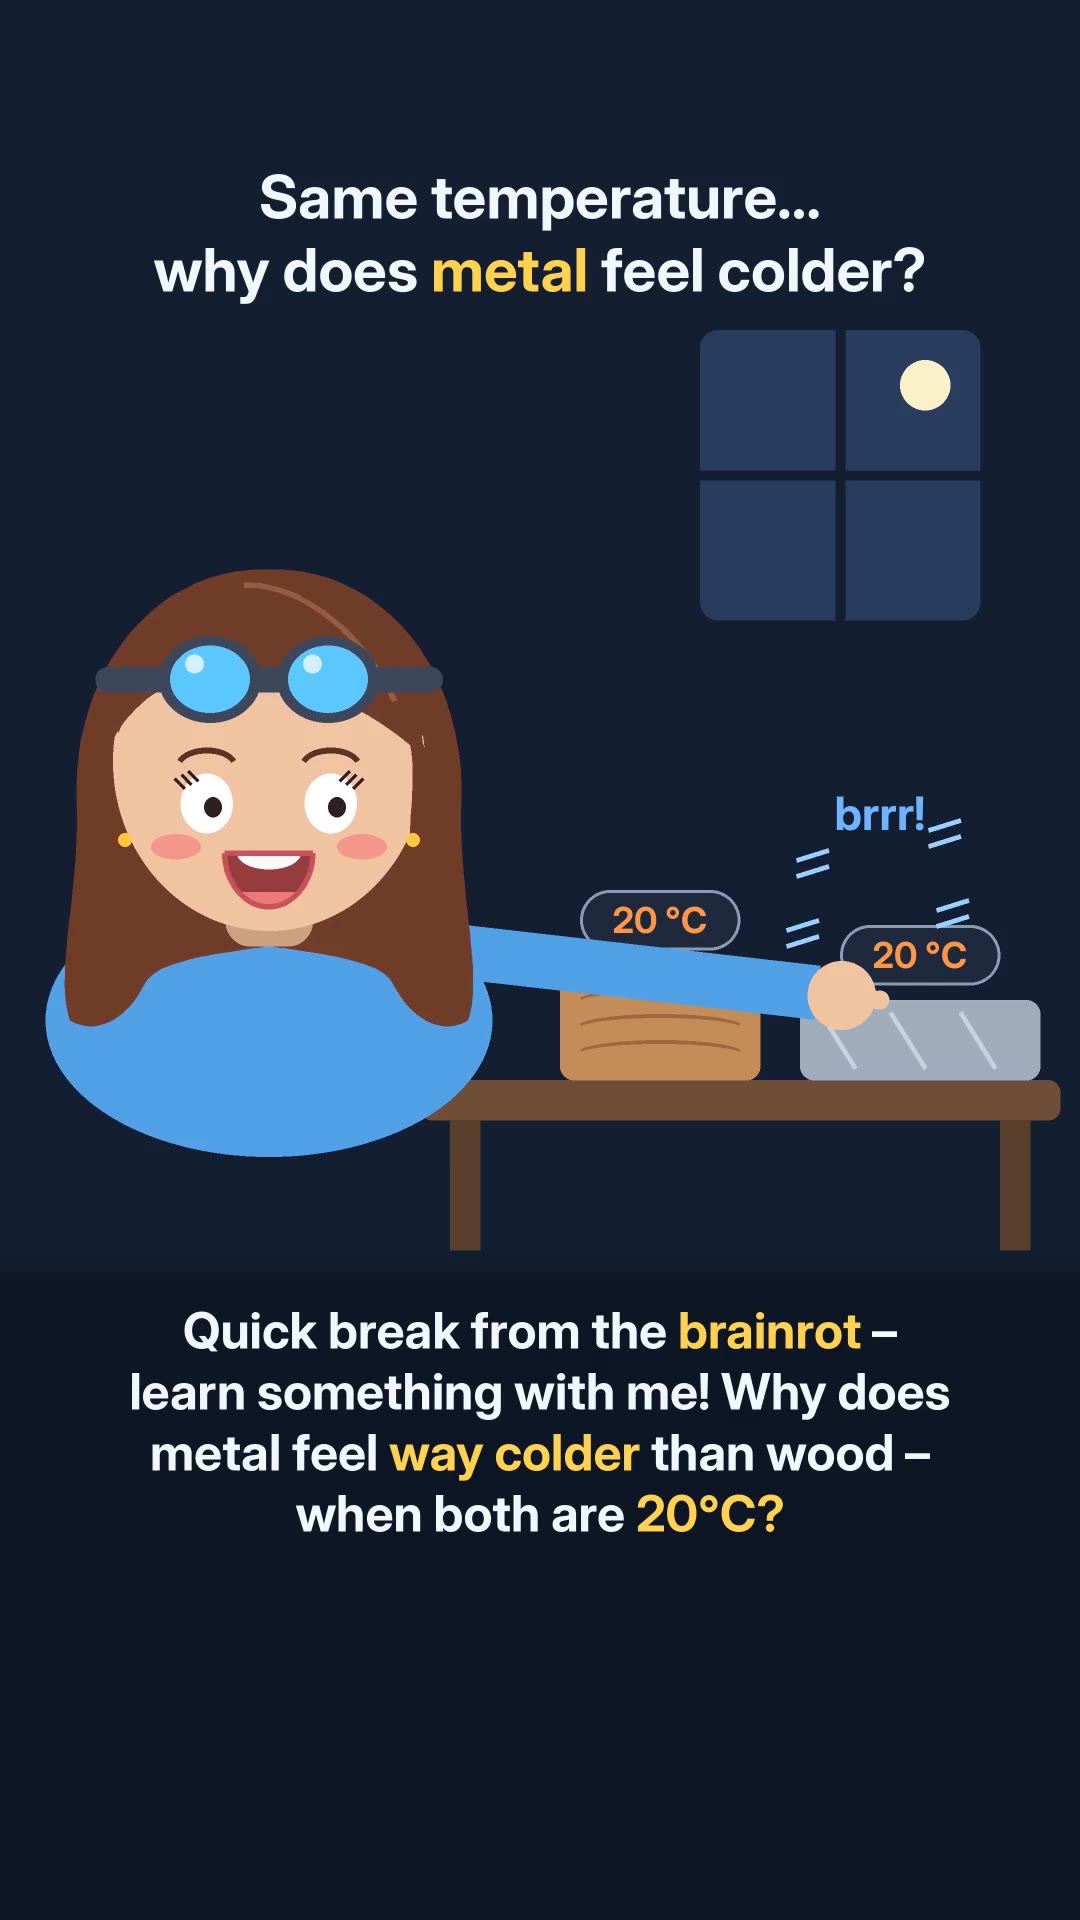 Same temperature...
why does metal feel colder?
brrr!
20 °C
20 °C
Quick break from the brainrot –
learn something with me! Why does
metal feel way colder than wood –
when both are 20°C?